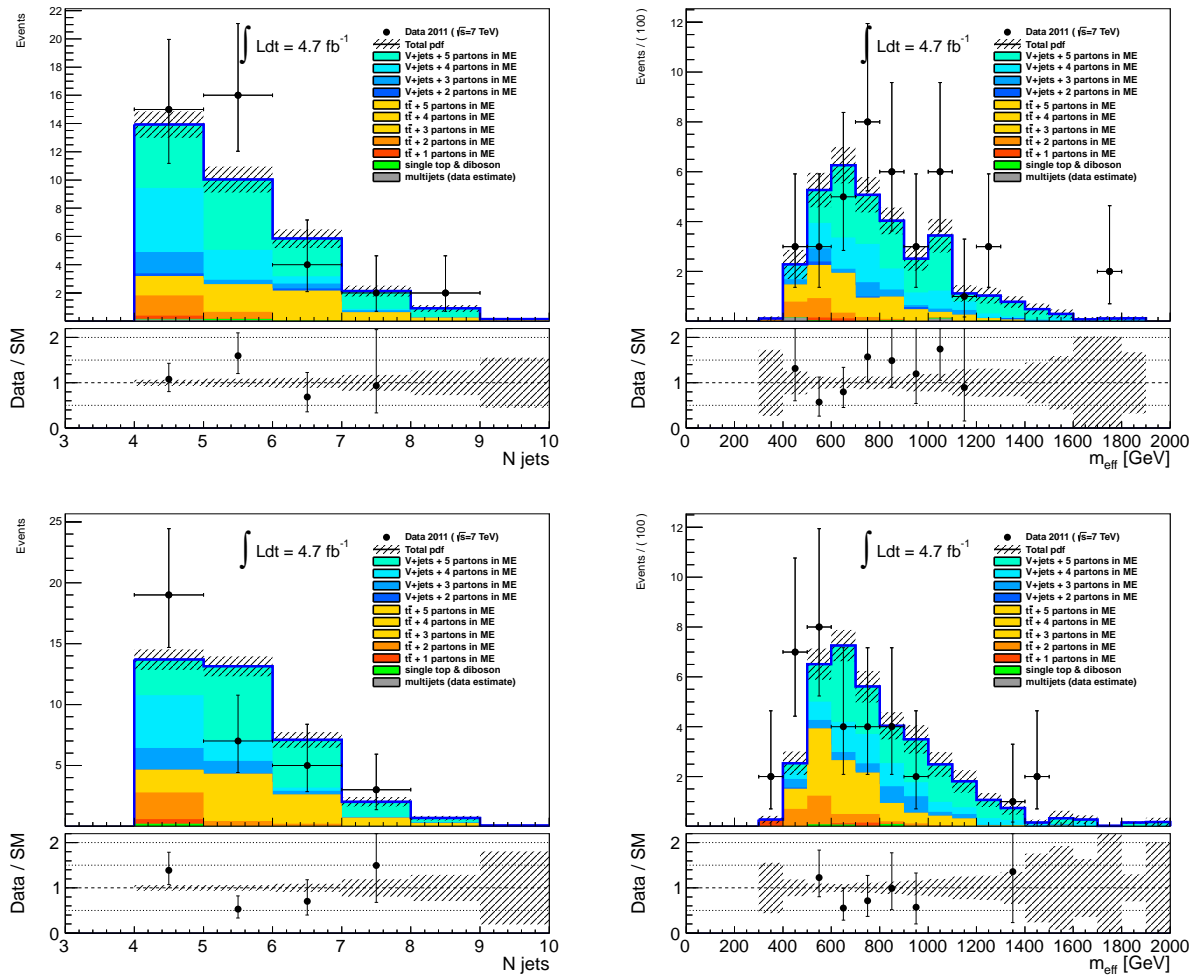 Events
22
20
18
16
14
12
10
8
6
4
2
∫ Ldt = 4.7 fb⁻¹
Data 2011 (√s=7 TeV)
Total pdf
V+jets + 5 partons in ME
V+jets + 4 partons in ME
V+jets + 3 partons in ME
V+jets + 2 partons in ME
tt̄ + 5 partons in ME
tt̄ + 4 partons in ME
tt̄ + 3 partons in ME
tt̄ + 2 partons in ME
tt̄ + 1 partons in ME
single top & diboson
multijets (data estimate)
Data / SM
2
1
0
3 4 5 6 7 8 9 10
N jets
Events / ( 100 )
12
10
8
6
4
2
∫ Ldt = 4.7 fb⁻¹
Data 2011 (√s=7 TeV)
Total pdf
V+jets + 5 partons in ME
V+jets + 4 partons in ME
V+jets + 3 partons in ME
V+jets + 2 partons in ME
tt̄ + 5 partons in ME
tt̄ + 4 partons in ME
tt̄ + 3 partons in ME
tt̄ + 2 partons in ME
tt̄ + 1 partons in ME
single top & diboson
multijets (data estimate)
Data / SM
2
1
0
0 200 400 600 800 1000 1200 1400 1600 1800 2000
m_eff [GeV]
Events
25
20
15
10
5
∫ Ldt = 4.7 fb⁻¹
Data 2011 (√s=7 TeV)
Total pdf
V+jets + 5 partons in ME
V+jets + 4 partons in ME
V+jets + 3 partons in ME
V+jets + 2 partons in ME
tt̄ + 5 partons in ME
tt̄ + 4 partons in ME
tt̄ + 3 partons in ME
tt̄ + 2 partons in ME
tt̄ + 1 partons in ME
single top & diboson
multijets (data estimate)
Data / SM
2
1
0
3 4 5 6 7 8 9 10
N jets
Events / ( 100 )
12
10
8
6
4
2
∫ Ldt = 4.7 fb⁻¹
Data 2011 (√s=7 TeV)
Total pdf
V+jets + 5 partons in ME
V+jets + 4 partons in ME
V+jets + 3 partons in ME
V+jets + 2 partons in ME
tt̄ + 5 partons in ME
tt̄ + 4 partons in ME
tt̄ + 3 partons in ME
tt̄ + 2 partons in ME
tt̄ + 1 partons in ME
single top & diboson
multijets (data estimate)
Data / SM
2
1
0
0 200 400 600 800 1000 1200 1400 1600 1800 2000
m_eff [GeV]